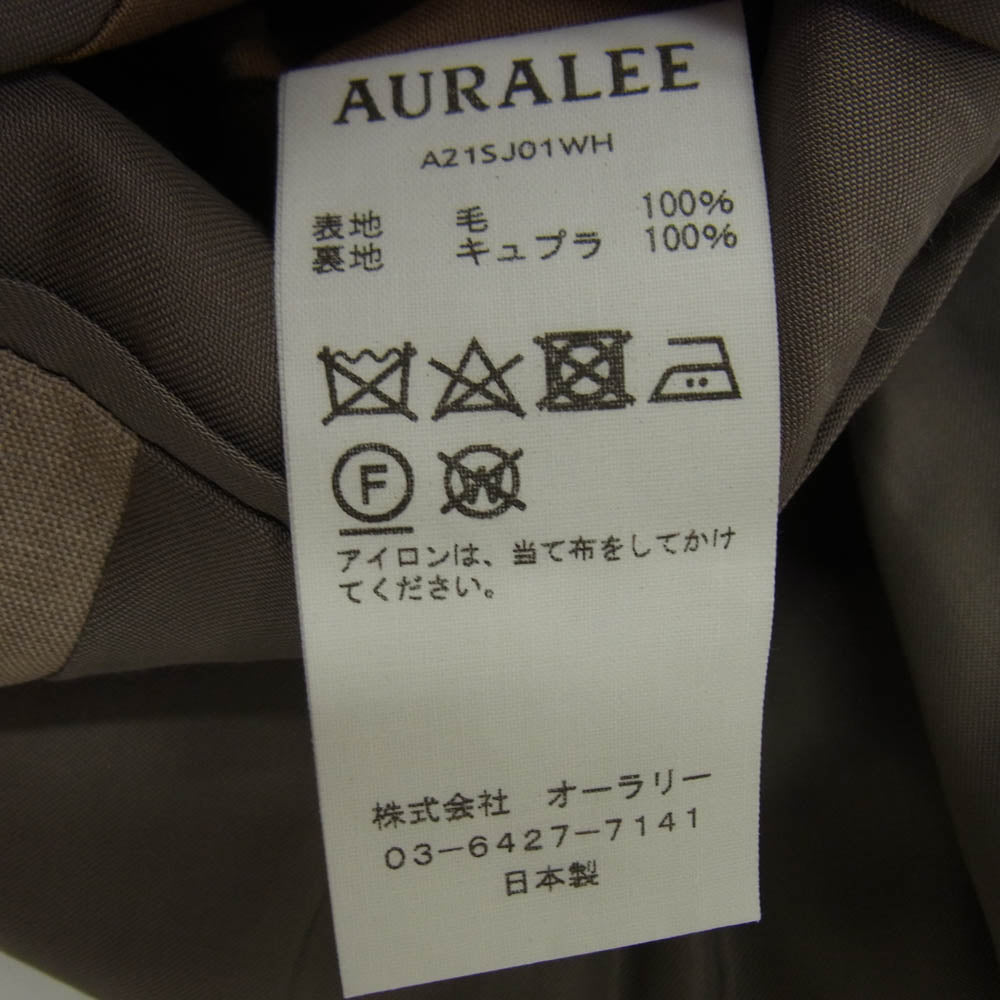 AURALEE
A21SJ01WH
表地 毛 100%
裏地 キュプラ 100%
F W
アイロンは、当て布をしてかけ
てください。
株式会社 オーラリー
03-6427-7141
日本製